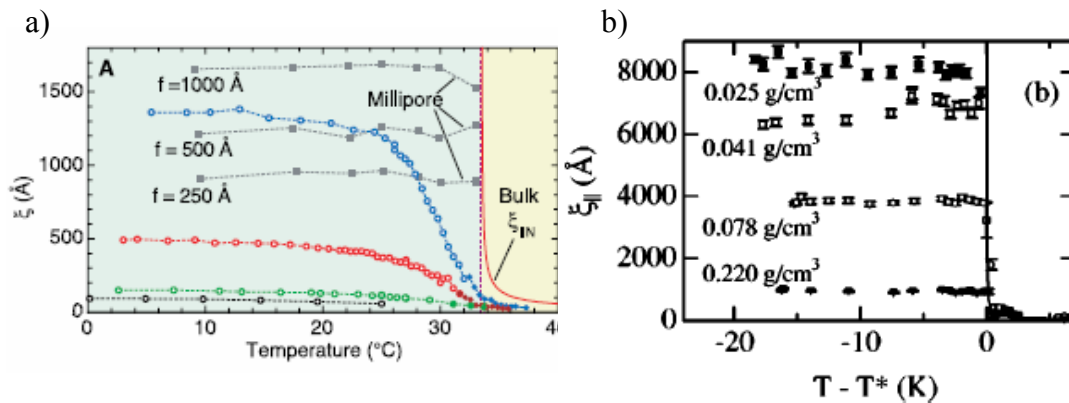 a)
A
f = 1000 Å
Millipore
f = 500 Å
f = 250 Å
Bulk
ξIN
1500
1000
500
0
ξ (Å)
0 10 20 30 40
Temperature (°C)
b)
(b)
8000
6000
4000
2000
0
ξ|| (Å)
0.025 g/cm³
0.041 g/cm³
0.078 g/cm³
0.220 g/cm³
-20 -10 0
T - T* (K)